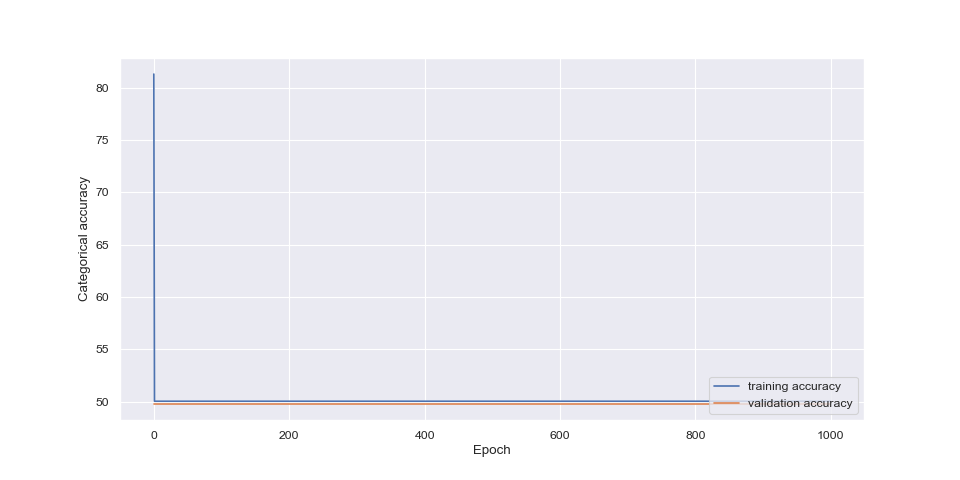 80
75
70
65
60
55
50
Categorical accuracy
training accuracy
validation accuracy
0 200 400 600 800 1000
Epoch